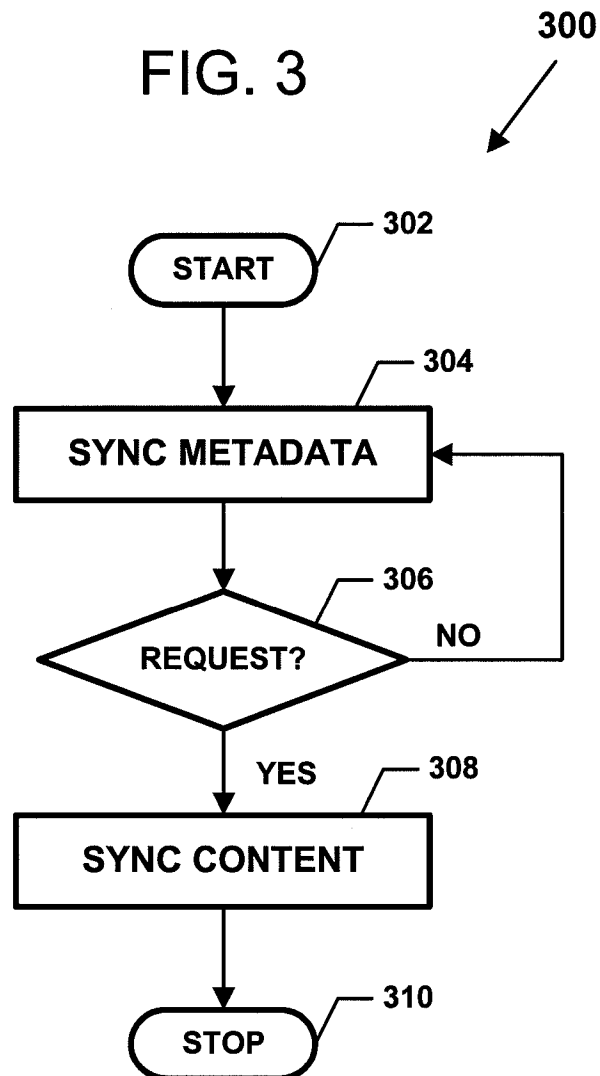 300
FIG. 3
302
START
304
SYNC METADATA
306
REQUEST?
NO
YES
308
SYNC CONTENT
310
STOP